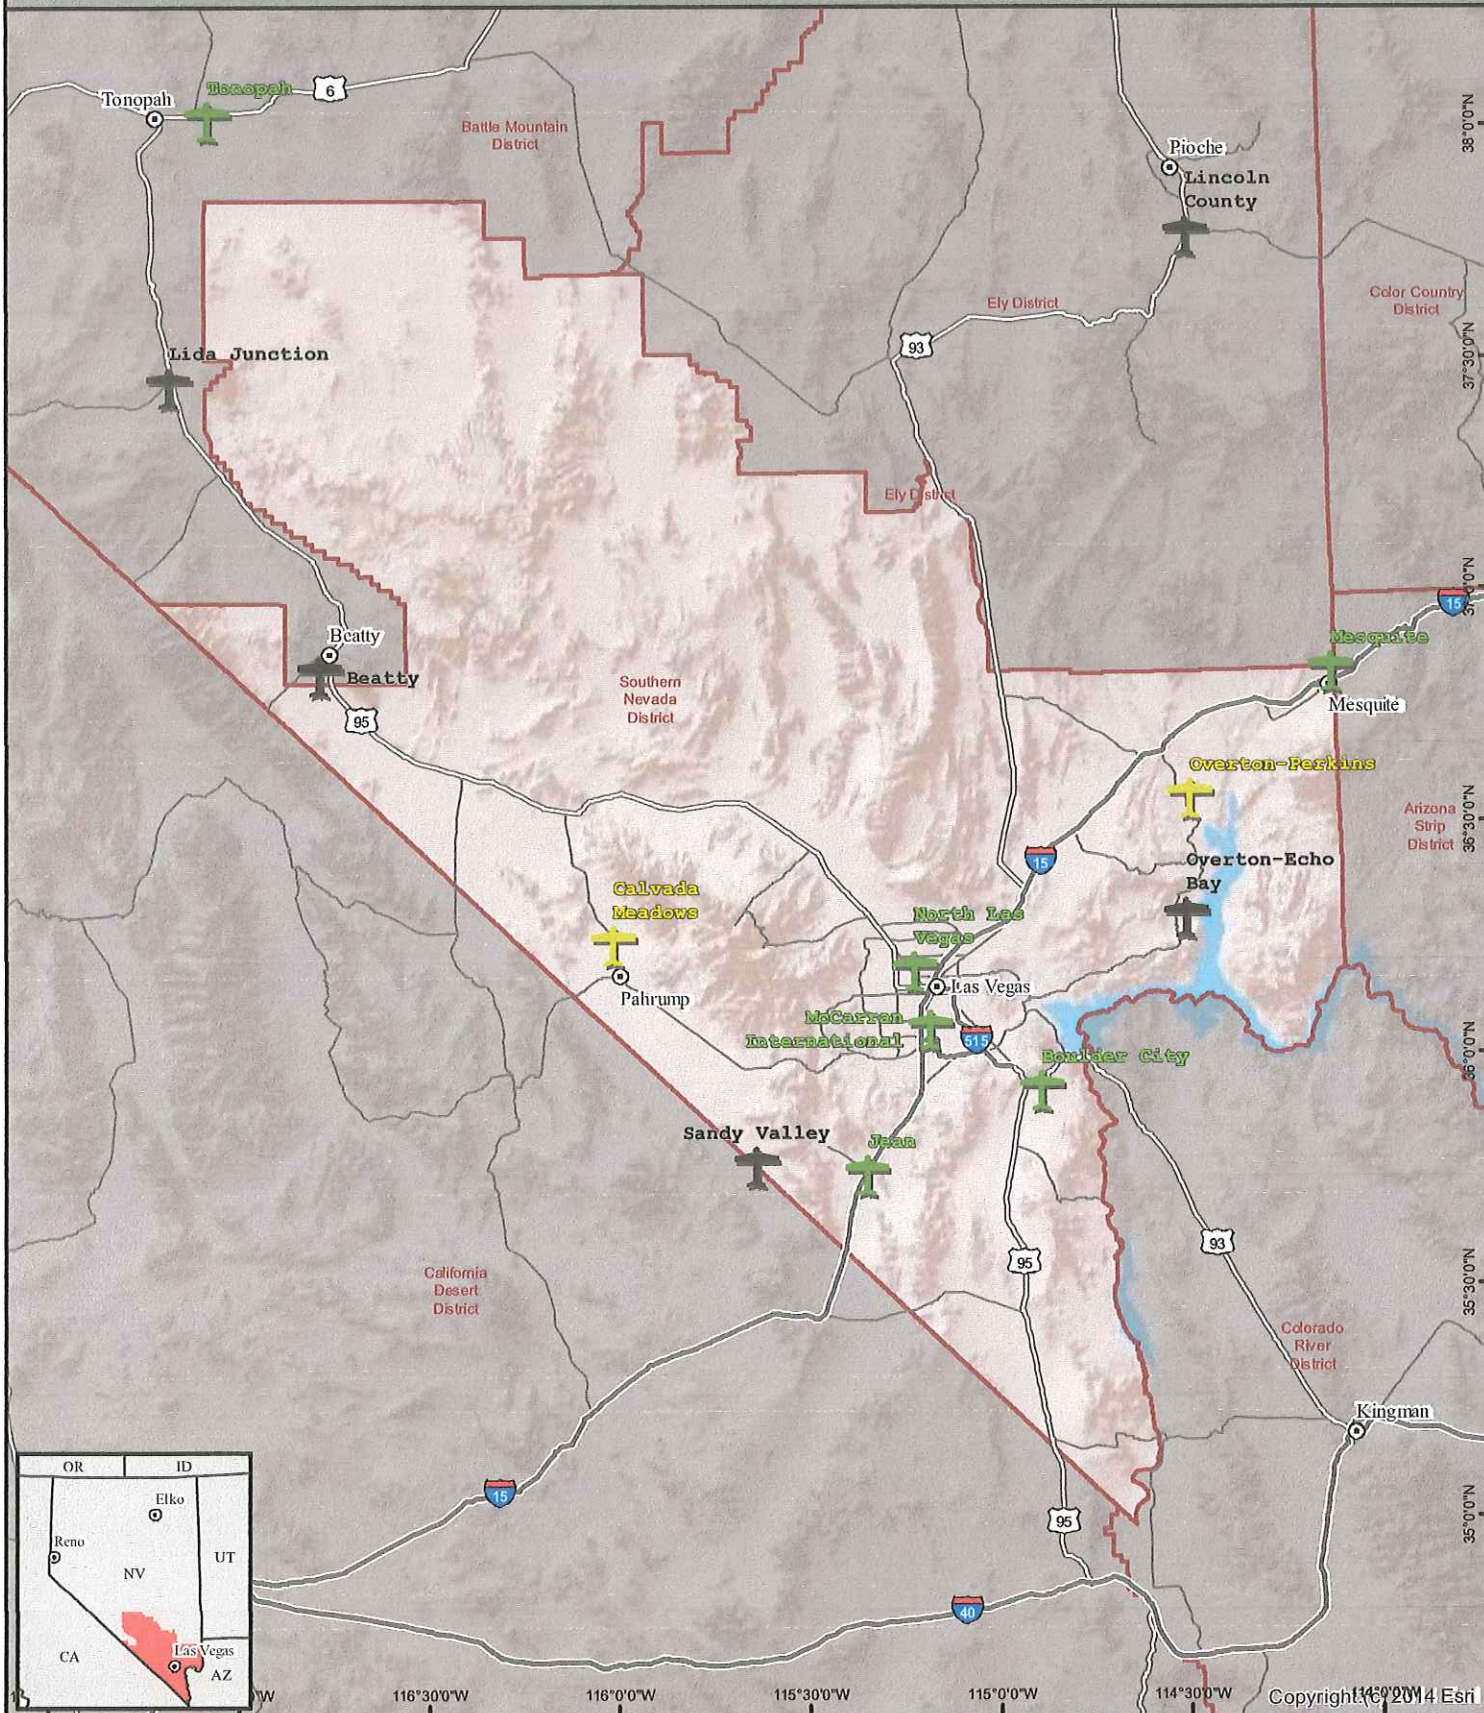 Tonopah
6
Tonopah
Battle Mountain
District
Pioche
Lincoln
County
38°0'0"N
Ely District
Color Country
District
93
37°30'0"N
Lida Junction
Ely District
15
Beatty
Beatty
95
Southern
Nevada
District
Mesquite
Mesquite
Overton-Perkins
Arizona
Strip
District
36°30'0"N
15
Overton-Echo
Bay
Calvada
Meadows
North Las
Vegas
Pahrump
Las Vegas
McCarran
International
515
Boulder City
36°0'0"N
Sandy Valley
Jean
95
93
35°30'0"N
California
Desert
District
Colorado
River
District
Kingman
15
95
35°0'0"N
40
OR
ID
Elko
Reno
UT
NV
CA
Las Vegas
AZ
116°30'0"W
116°0'0"W
115°30'0"W
115°0'0"W
114°30'0"W
114°0'0"W
Copyright:(c) 2014 Esri